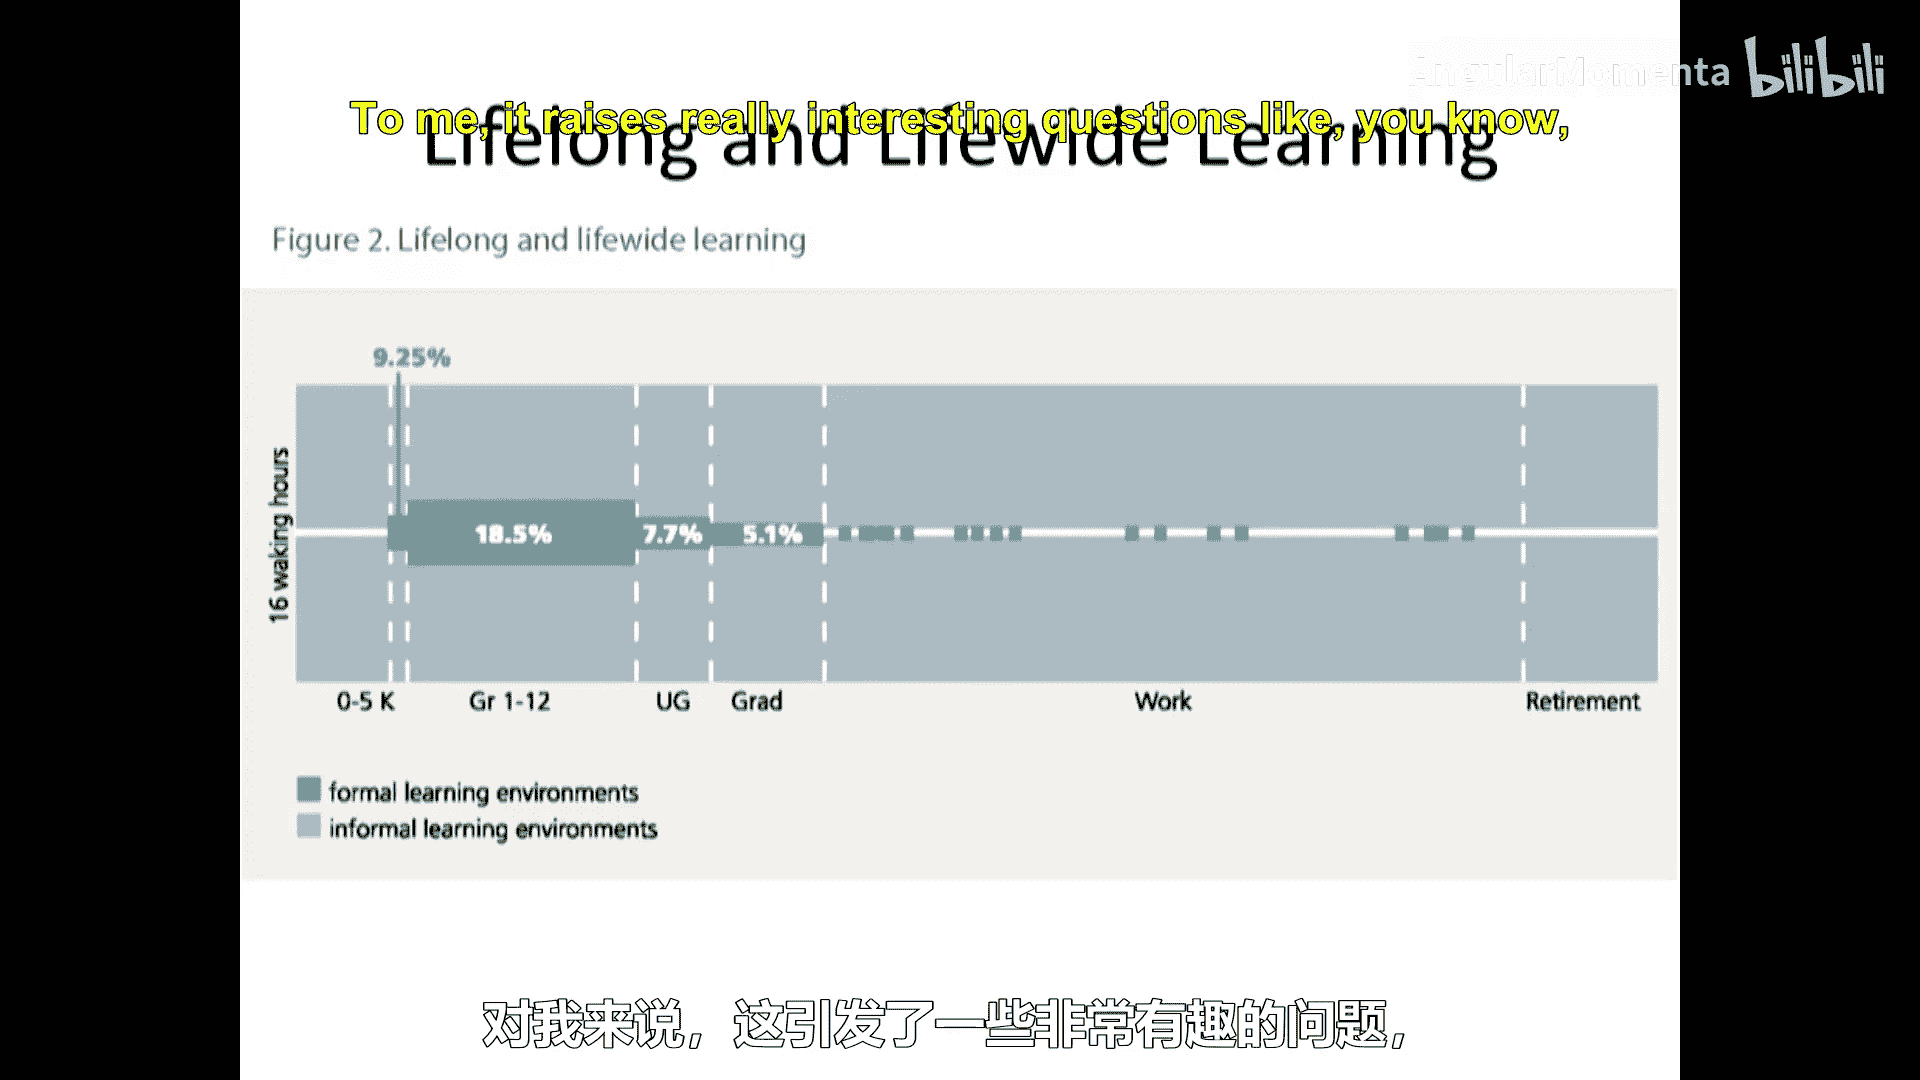 AngularMomenta bilibili
To me, it raises really interesting questions like, you know,
Lifelong and Lifewide Learning
Figure 2. Lifelong and lifewide learning
9.25%
16 waking hours
18.5% 7.7% 5.1%
0-5 K Gr 1-12 UG Grad Work Retirement
formal learning environments
informal learning environments
对我来说，这引发了一些非常有趣的问题，